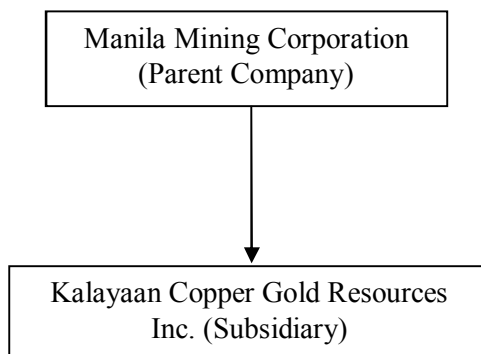 Manila Mining Corporation
(Parent Company)
Kalayaan Copper Gold Resources
Inc. (Subsidiary)